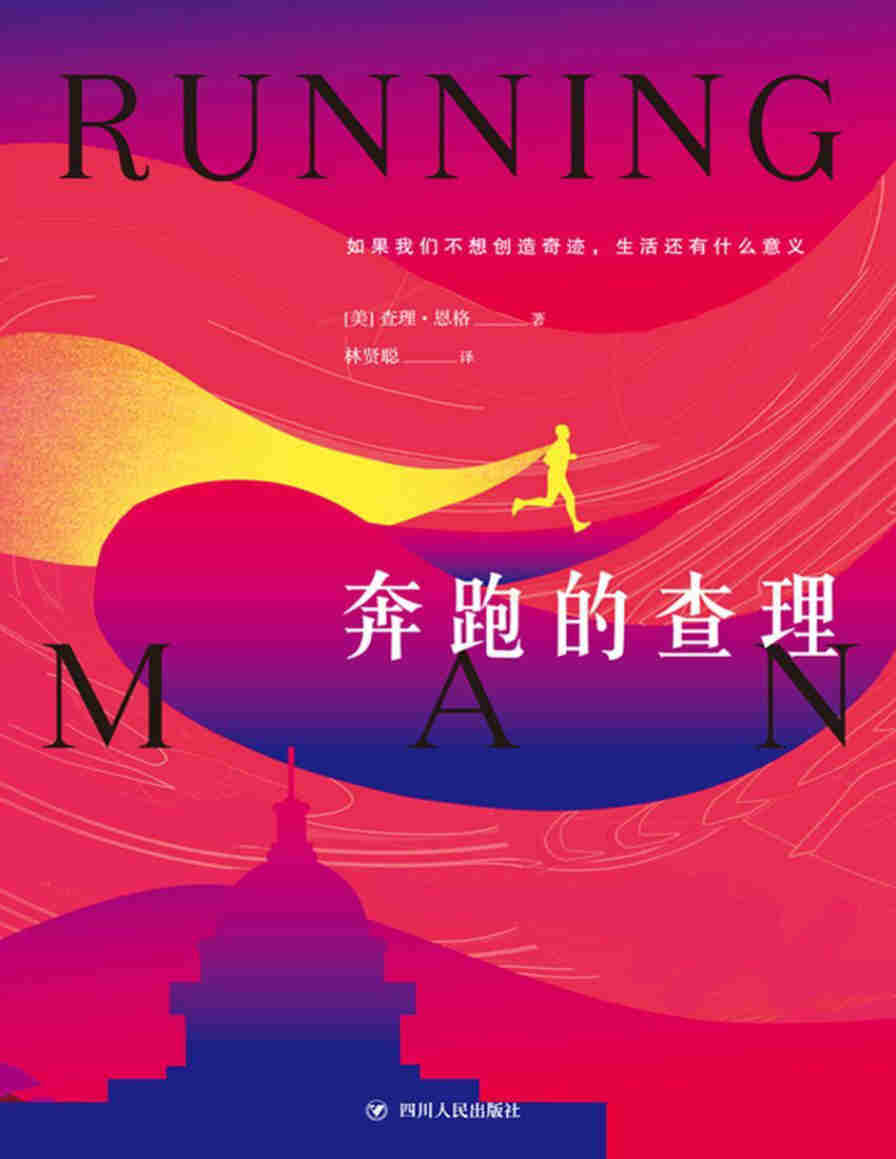 RUNNING
如果我们不想创造奇迹，生活还有什么意义
[美] 查理·恩格 著
林贤聪 译
奔跑的查理
MAN
四川人民出版社